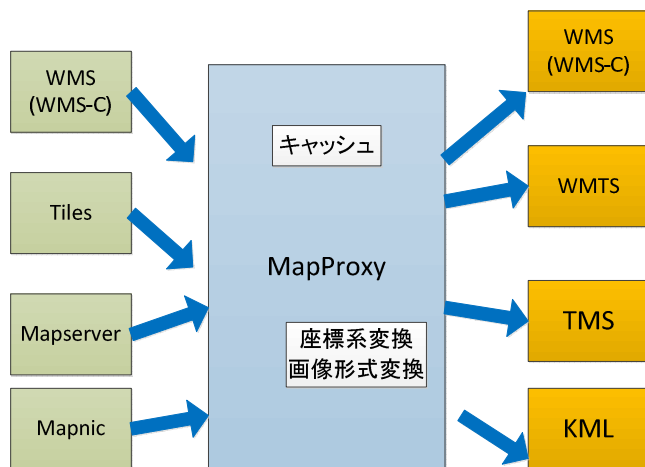 WMS
(WMS-C)
Tiles
Mapserver
Mapnic
キャッシュ
MapProxy
座標系変換
画像形式変換
WMS
(WMS-C)
WMTS
TMS
KML